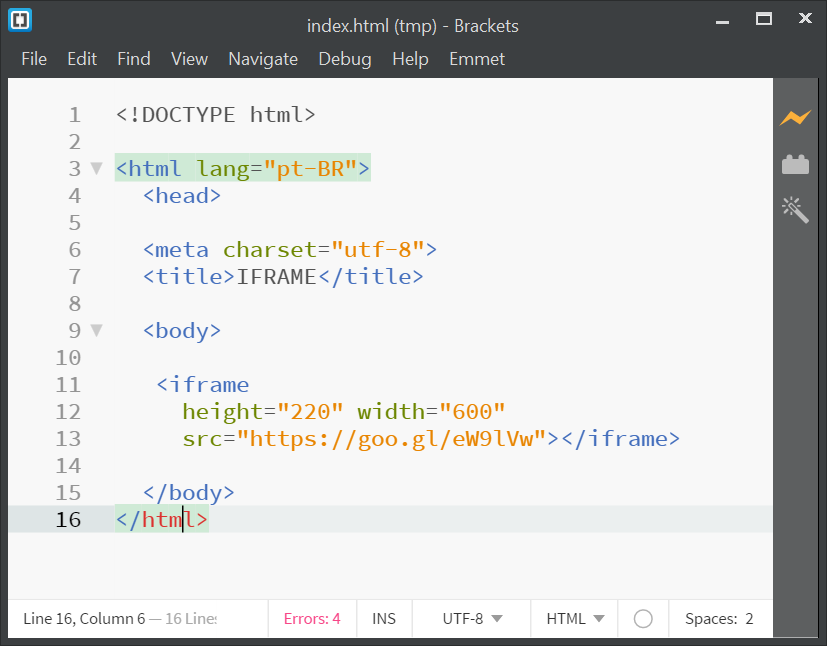 index.html (tmp) - Brackets
File Edit Find View Navigate Debug Help Emmet
1 <!DOCTYPE html>
2
3 <html lang="pt-BR">
4 <head>
5
6 <meta charset="utf-8">
7 <title>IFRAME</title>
8
9 <body>
10
11 <iframe
12 height="220" width="600"
13 src="https://goo.gl/eW9lVw"></iframe>
14
15 </body>
16 </html>
Line 16, Column 6 — 16 Lines Errors: 4 INS UTF-8 HTML Spaces: 2